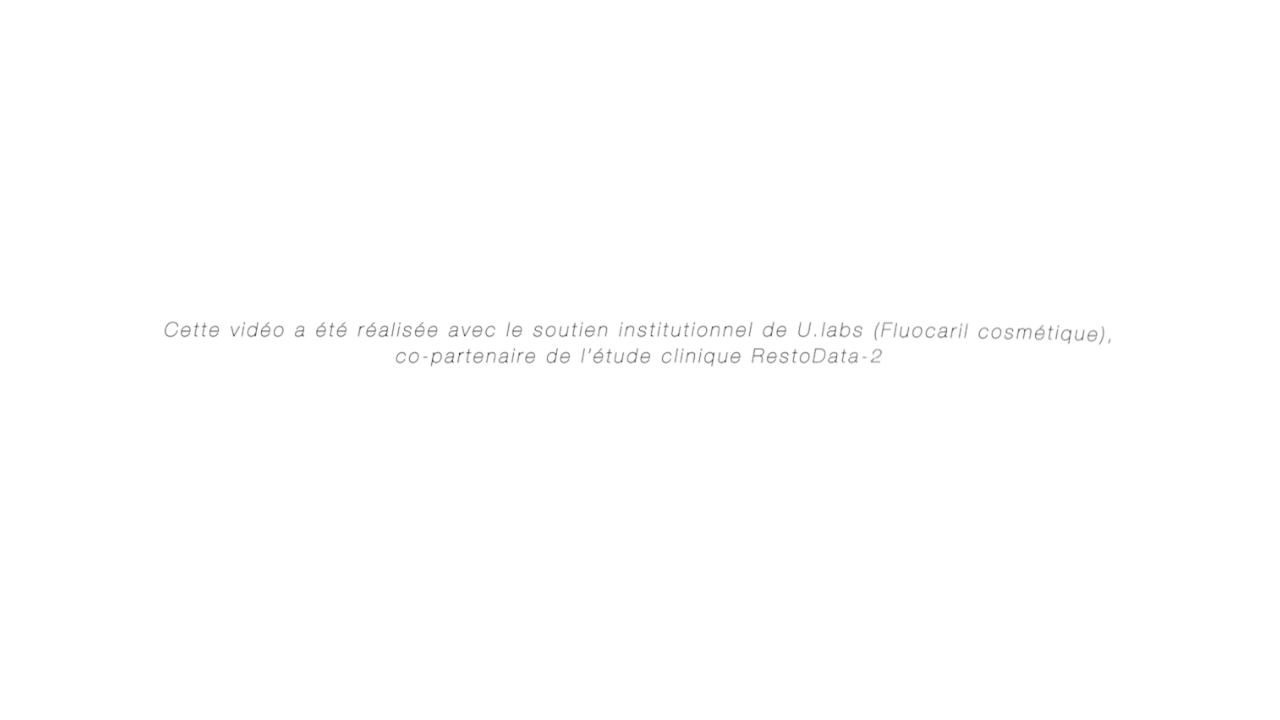 Cette vidéo a été réalisée avec le soutien institutionnel de U.labs (Fluocaril cosmétique),
co-partenaire de l'étude clinique RestoData-2